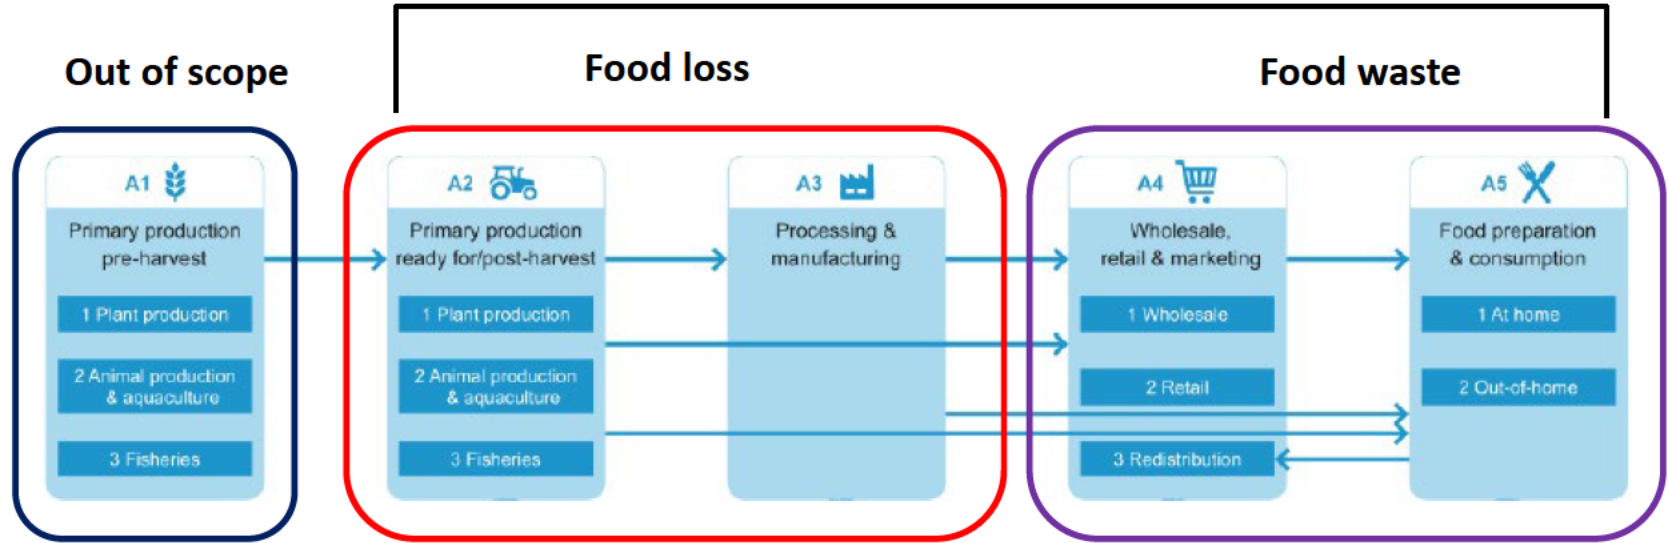 Out of scope
Food loss
Food waste
A1
Primary production
pre-harvest
1 Plant production
2 Animal production
& aquaculture
3 Fisheries
A2
Primary production
ready for/post-harvest
1 Plant production
2 Animal production
& aquaculture
3 Fisheries
A3
Processing &
manufacturing
A4
Wholesale,
retail & marketing
1 Wholesale
2 Retail
3 Redistribution
A5
Food preparation
& consumption
1 At home
2 Out-of-home